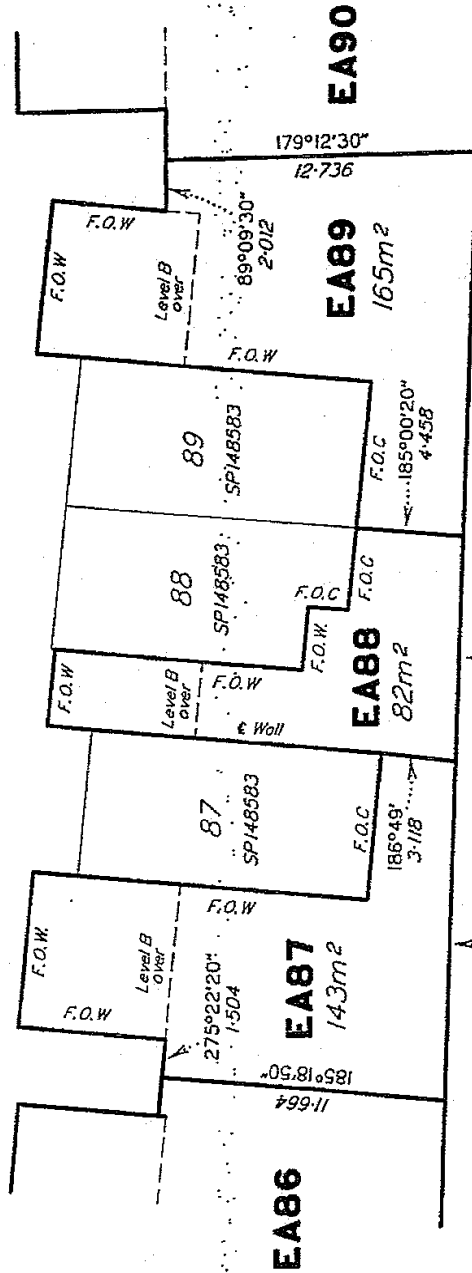 EA86
185°18'50"
11·664
F.O.W.
F.O.W
Level B
over
275°22'20"
1·504
EA87
143m²
F.O.W
87
SP148583
F.O.C
186°49'
3·118
F.O.W
Level B
over
℄ Wall
F.O.W
EA88
82m²
88
SP148583
F.O.W.
F.O.C
F.O.C
89
SP148583
F.O.C
185°00'20"
4·458
F.O.W
F.O.W
F.O.W
Level B
over
89°09'30"
2·012
EA89
165m²
179°12'30"
12·736
EA90